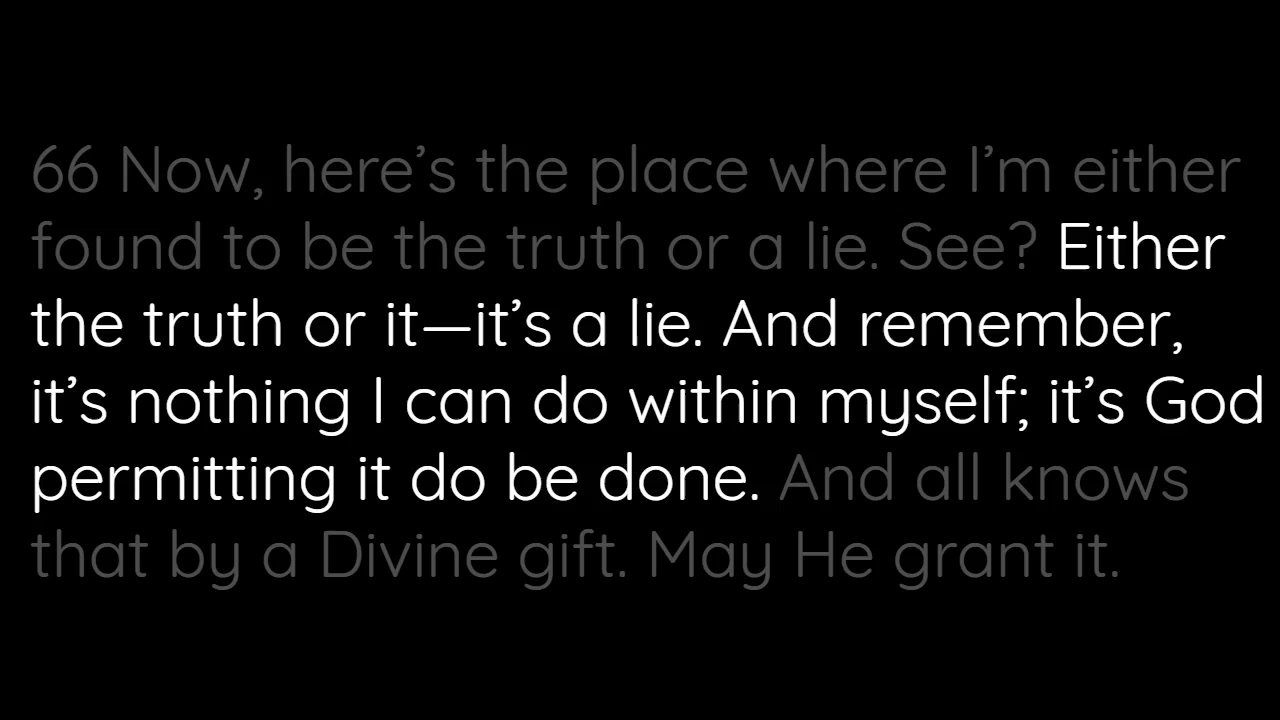 66 Now, here’s the place where I’m either
found to be the truth or a lie. See? Either
the truth or it—it’s a lie. And remember,
it’s nothing I can do within myself; it’s God
permitting it do be done. And all knows
that by a Divine gift. May He grant it.